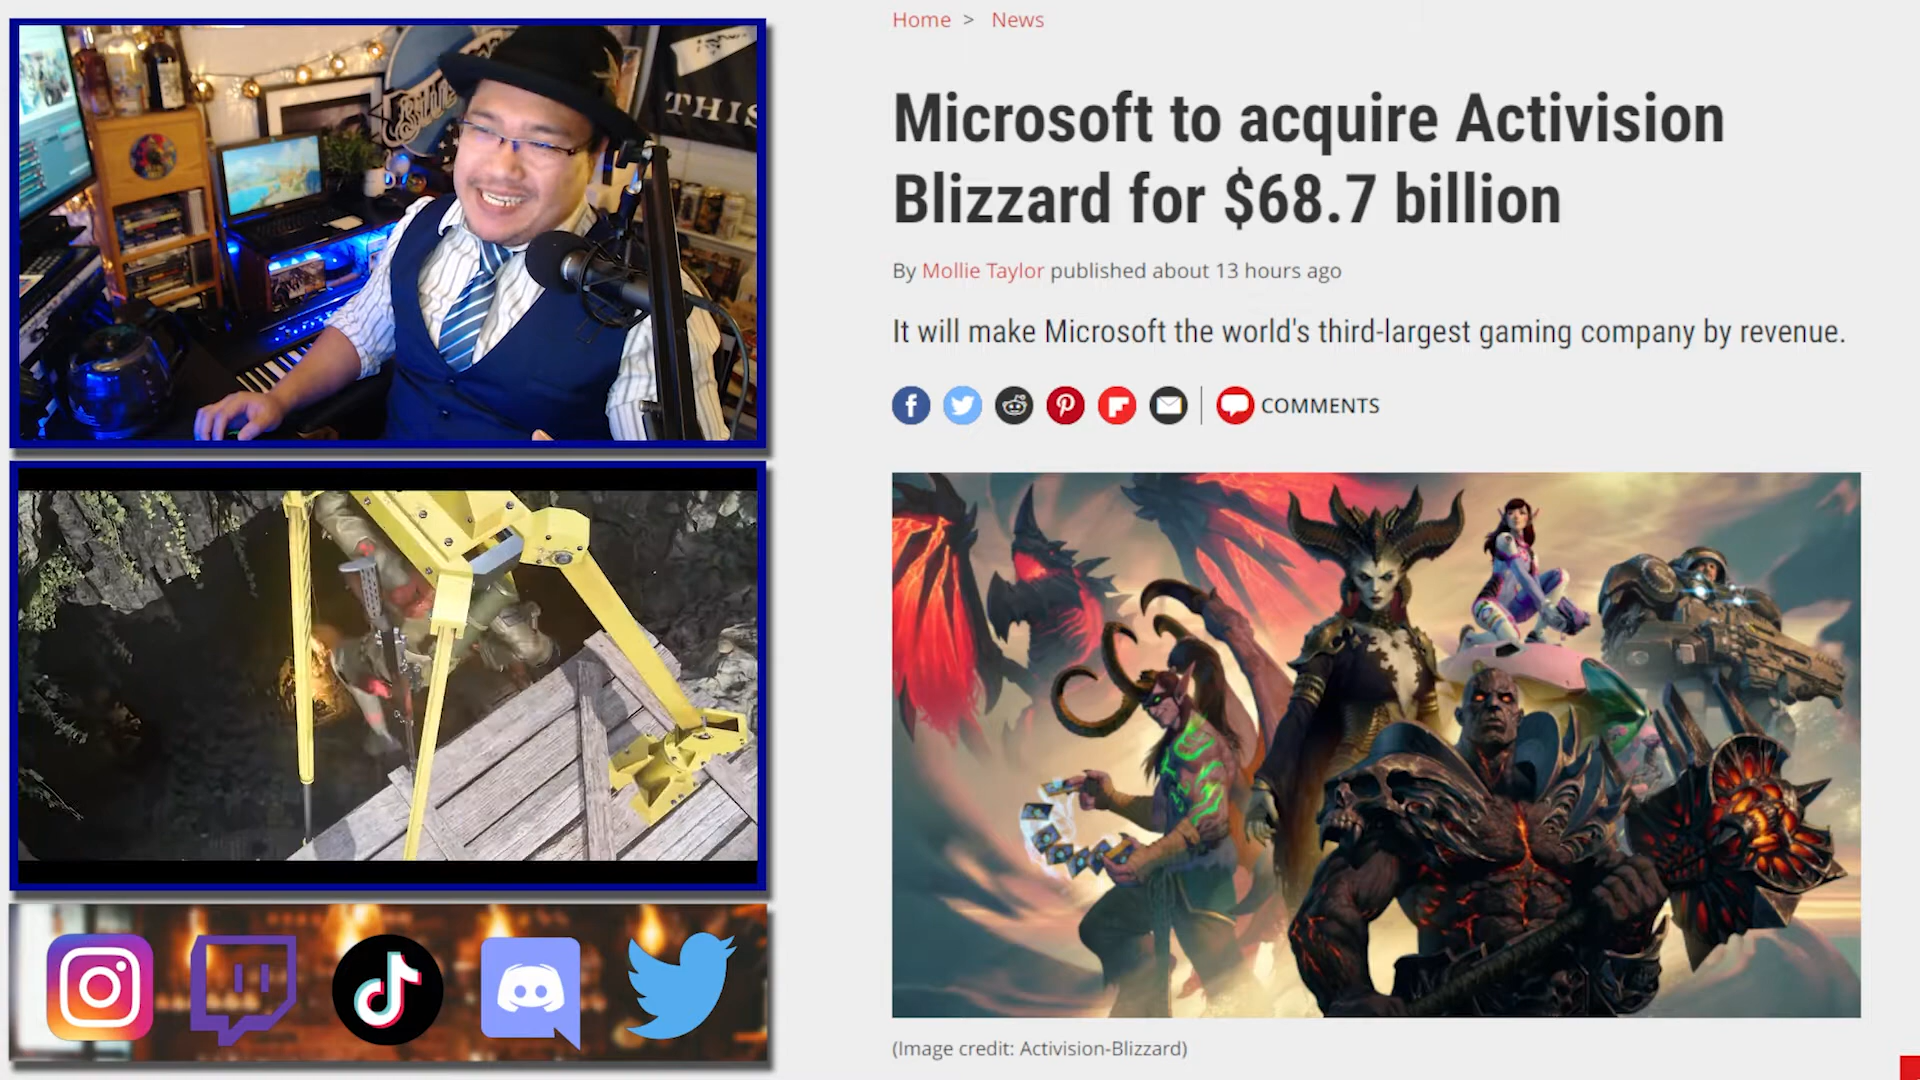 THIS
Home > News
Microsoft to acquire Activision
Blizzard for $68.7 billion
By Mollie Taylor published about 13 hours ago
It will make Microsoft the world's third-largest gaming company by revenue.
COMMENTS
(Image credit: Activision-Blizzard)